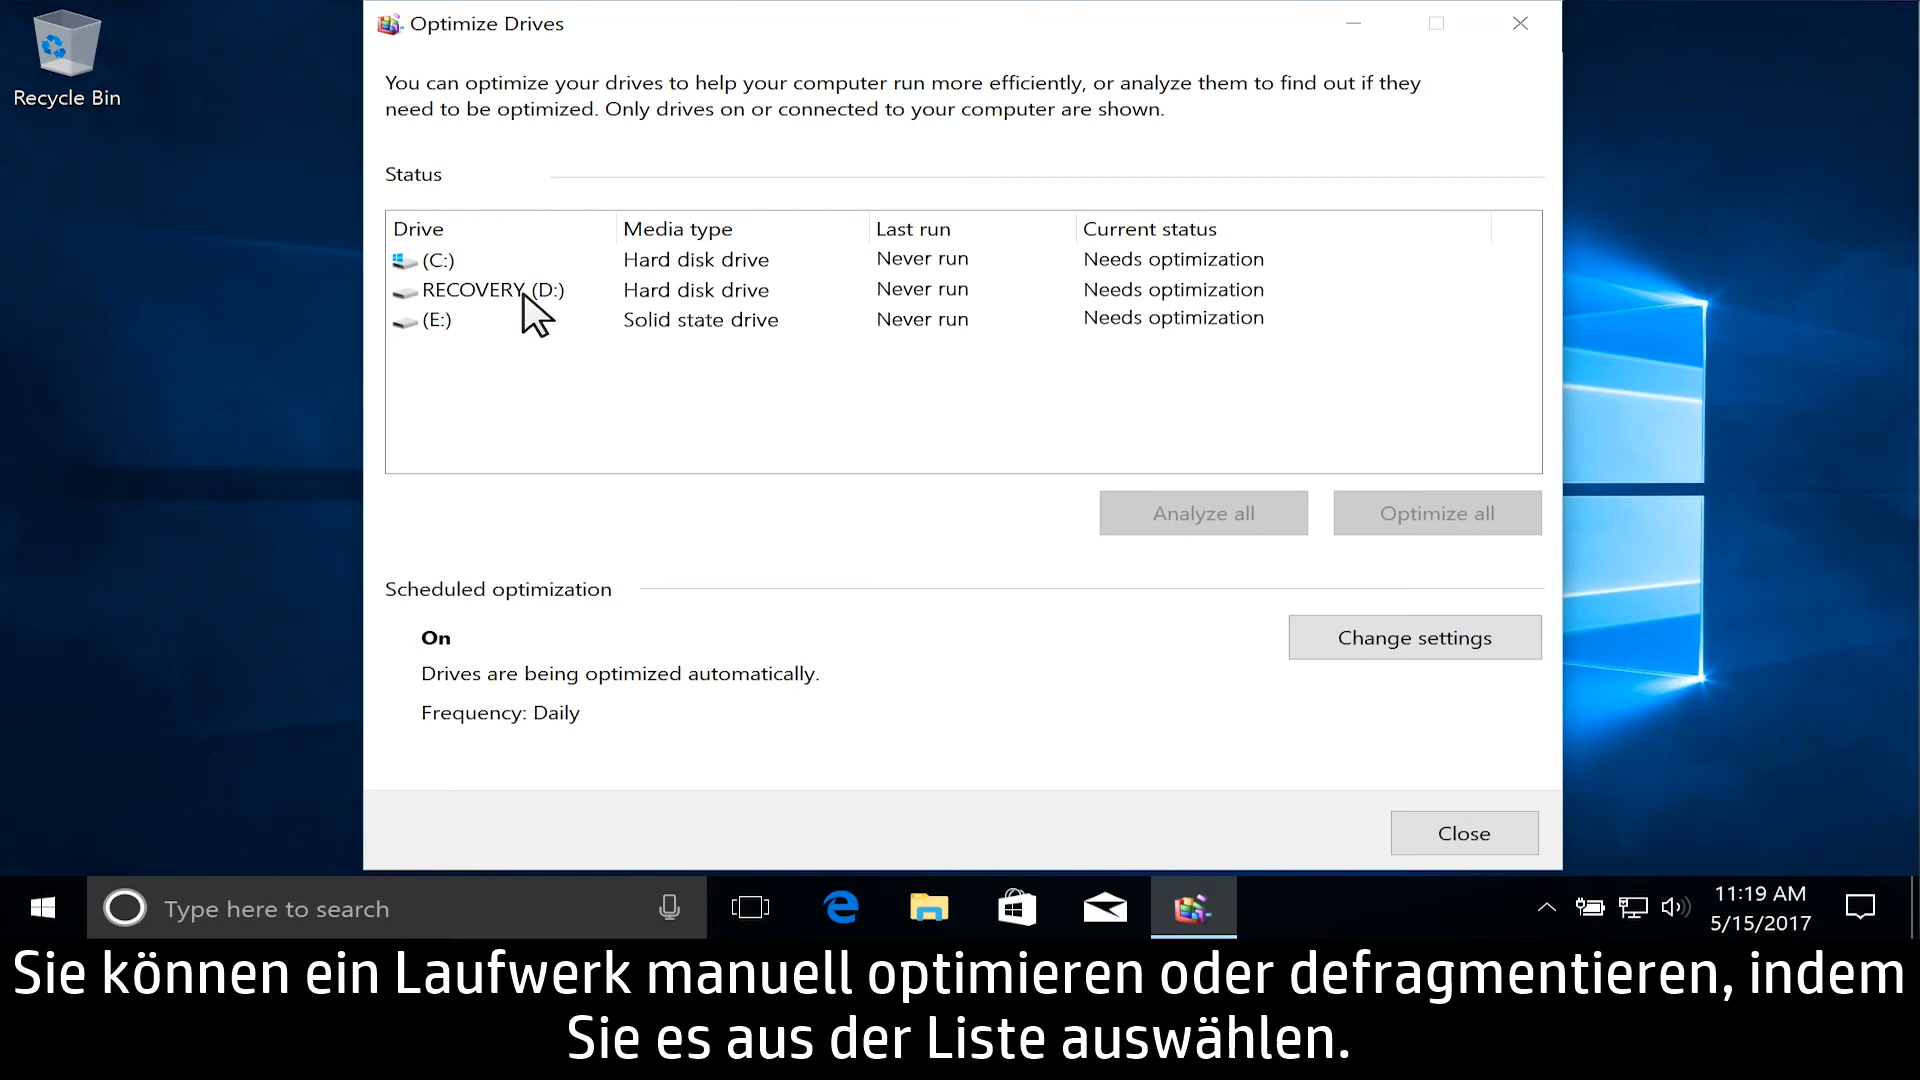 Recycle Bin
Optimize Drives
You can optimize your drives to help your computer run more efficiently, or analyze them to find out if they
need to be optimized. Only drives on or connected to your computer are shown.
Status
Drive Media type Last run Current status
(C:) Hard disk drive Never run Needs optimization
RECOVERY (D:) Hard disk drive Never run Needs optimization
(E:) Solid state drive Never run Needs optimization
Analyze all Optimize all
Scheduled optimization
On
Change settings
Drives are being optimized automatically.
Frequency: Daily
Close
Type here to search
11:19 AM
5/15/2017
Sie können ein Laufwerk manuell optimieren oder defragmentieren, indem
Sie es aus der Liste auswählen.